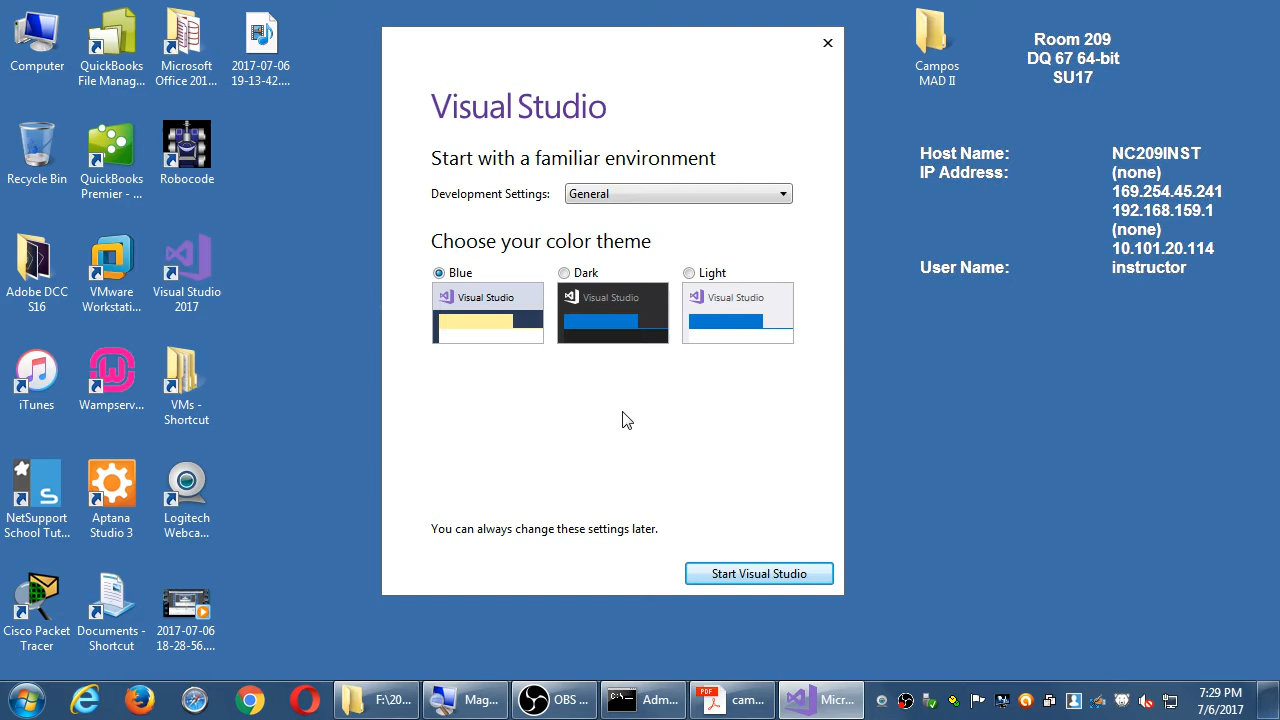 Computer
QuickBooks
File Manag...
Microsoft
Office 201...
2017-07-06
19-13-42....
Recycle Bin
QuickBooks
Premier - ...
Robocode
Adobe DCC
S16
VMware
Workstati...
Visual Studio
2017
iTunes
Wampserv...
VMs -
Shortcut
NetSupport
School Tut...
Aptana
Studio 3
Logitech
Webca...
Cisco Packet
Tracer
Documents -
Shortcut
2017-07-06
18-28-56....
Visual Studio
Start with a familiar environment
Development Settings: General
Choose your color theme
Blue
Dark
Light
Visual Studio
Visual Studio
Visual Studio
You can always change these settings later.
Start Visual Studio
Campos
MAD II
Room 209
DQ 67 64-bit
SU17
Host Name: NC209INST
IP Address: (none)
169.254.45.241
192.168.159.1
(none)
10.101.20.114
User Name: instructor
F:\20...
Mag...
OBS ...
C:\
Adm...
PDF
cam...
Micr...
7:29 PM
7/6/2017